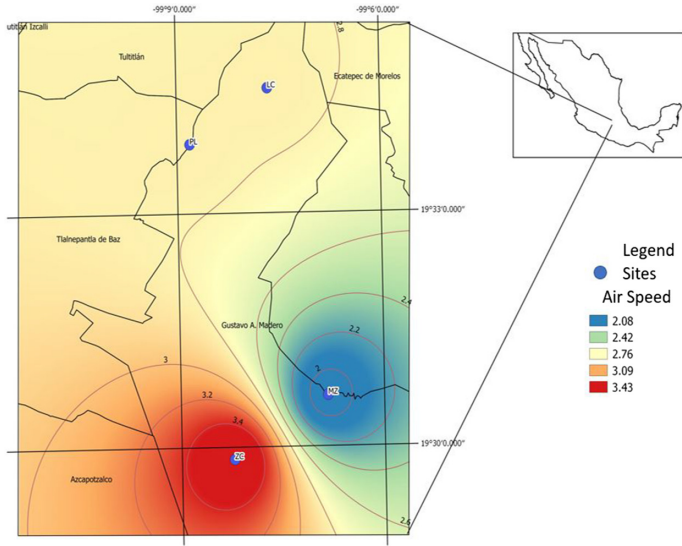 -99°9'0.000"
-99°6'0.000"
utitlán Izcalli
2.8
Tultitlán
Ecatepec de Morelos
LC
PL
19°33'0.000"
Tlalnepantla de Baz
Legend
Sites
Air Speed
2.08
2.42
2.76
3.09
3.43
2.4
Gustavo A. Madero
2.2
3
2
MZ
3.2
3.4
19°30'0.000"
ZC
Azcapotzalco
2.6